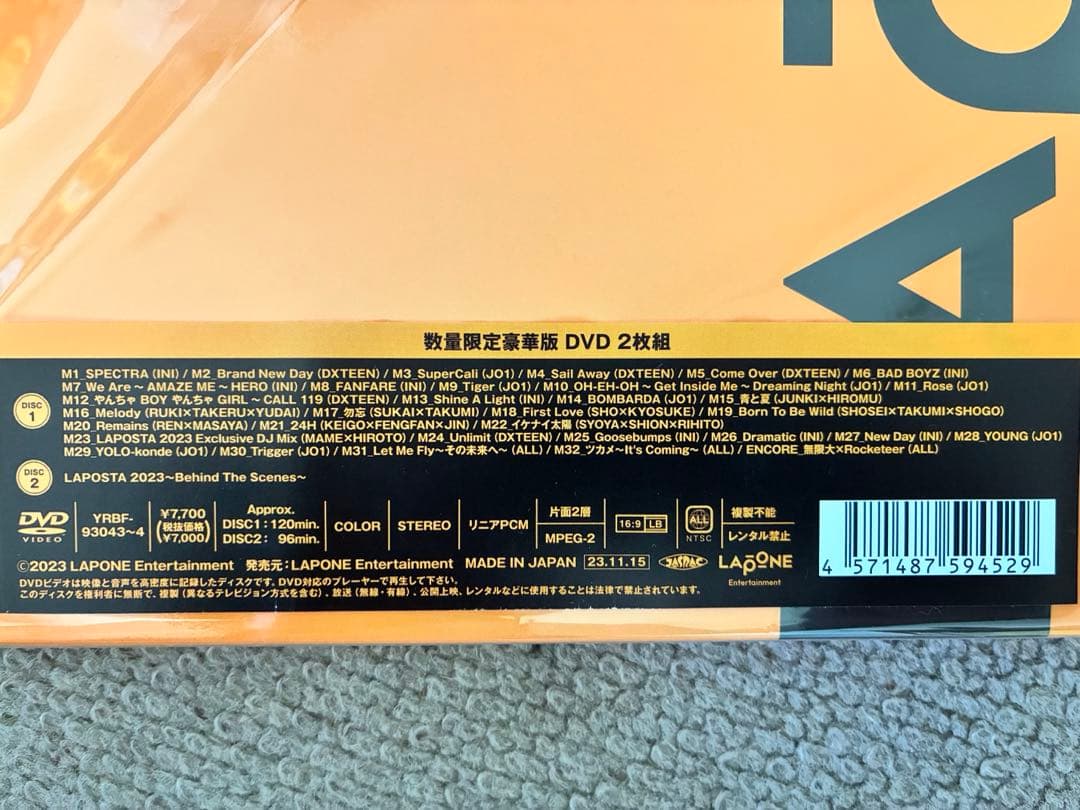 数量限定豪華版 DVD 2枚組
DISC 1
M1_SPECTRA (INI) / M2_Brand New Day (DXTEEN) / M3_SuperCali (JO1) / M4_Sail Away (DXTEEN) / M5_Come Over (DXTEEN) / M6_BAD BOYZ (INI)
M7_We Are ~ AMAZE ME ~ HERO (INI) / M8_FANFARE (INI) / M9_Tiger (JO1) / M10_OH-EH-OH ~ Get Inside Me ~ Dreaming Night (JO1) / M11_Rose (JO1)
M12_やんちゃ BOY やんちゃ GIRL ~ CALL 119 (DXTEEN) / M13_Shine A Light (INI) / M14_BOMBARDA (JO1) / M15_青と夏 (JUNKI×HIROMU)
M16_Melody (RUKI×TAKERU×YUDAI) / M17_勿忘 (SUKAI×TAKUMI) / M18_First Love (SHO×KYOSUKE) / M19_Born To Be Wild (SHOSEI×TAKUMI×SHOGO)
M20_Remains (REN×MASAYA) / M21_24H (KEIGO×FENGFAN×JIN) / M22_イケナイ太陽 (SYOYA×SHION×RIHITO)
M23_LAPOSTA 2023 Exclusive DJ Mix (MAME×HIROTO) / M24_Unlimit (DXTEEN) / M25_Goosebumps (INI) / M26_Dramatic (INI) / M27_New Day (INI) / M28_YOUNG (JO1)
M29_YOLO-konde (JO1) / M30_Trigger (JO1) / M31_Let Me Fly~その未来へ~ (ALL) / M32_ツカメ~It's Coming~ (ALL) / ENCORE_無限大×Rocketeer (ALL)
DISC 2
LAPOSTA 2023~Behind The Scenes~
DVD VIDEO
YRBF-
93043~4
¥7,700
(税抜価格
¥7,000)
Approx.
DISC1：120min.
DISC2： 96min.
COLOR
STEREO
リニアPCM
片面2層
MPEG-2
16:9 LB
ALL
NTSC
複製不能
レンタル禁止
©2023 LAPONE Entertainment 発売元：LAPONE Entertainment MADE IN JAPAN 23.11.15 JASRAC
LAPONE
Entertainment
DVDビデオは映像と音声を高密度に記録したディスクです。DVD対応のプレーヤーで再生して下さい。
このディスクを権利者に無断で、複製（異なるテレビジョン方式を含む）、放送（無線・有線）、公開上映、レンタルなどに使用することは法律で禁止されています。
4 571487 594529